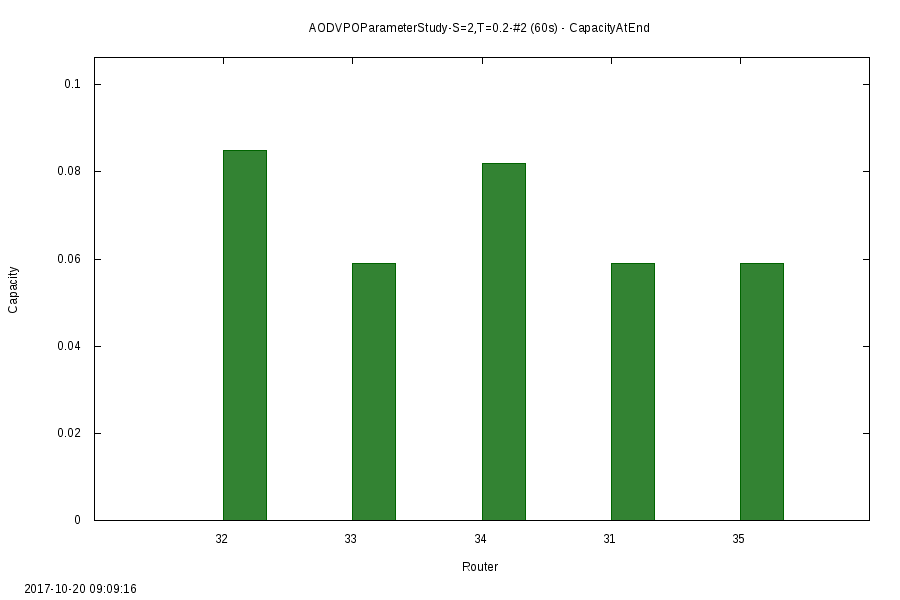 AODVPOParameterStudy-S=2,T=0.2-#2 (60s) - CapacityAtEnd
0.1
0.08
0.06
0.04
0.02
0
Capacity
32 33 34 31 35
Router
2017-10-20 09:09:16